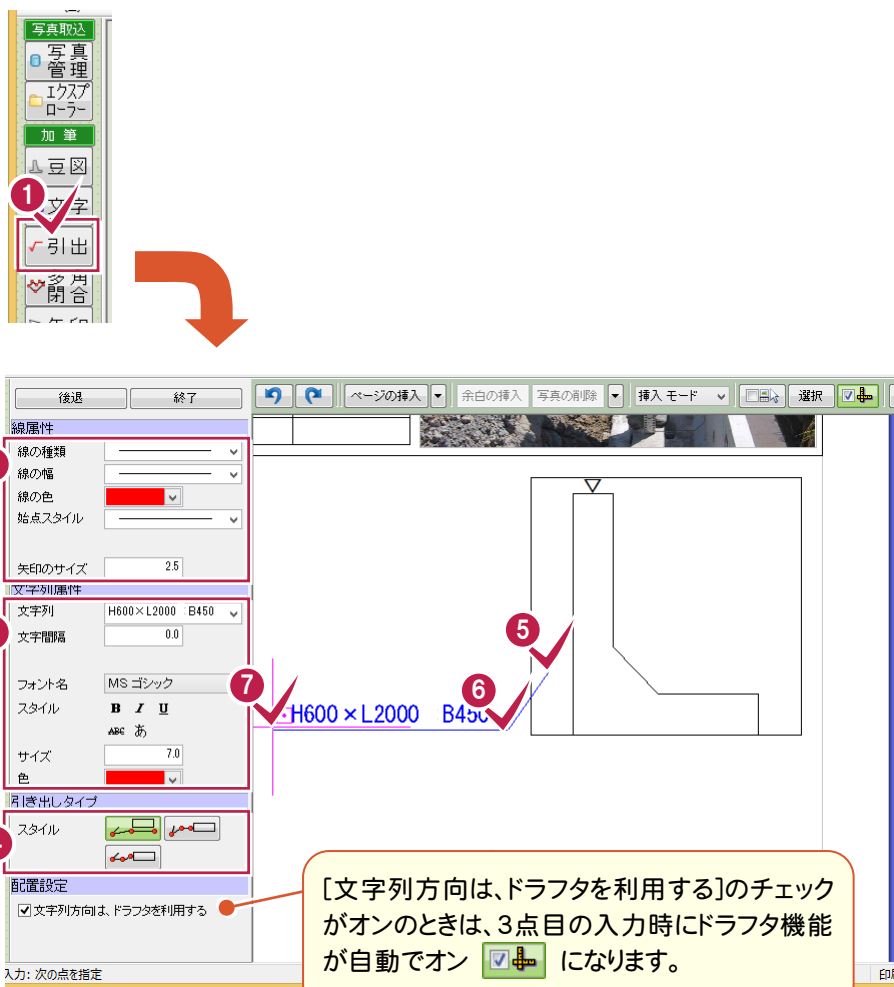 写真取込
写真
管理
エクスプ
ローラー
加筆
豆図
1
文字
引出
多角
閉合
後退
終了
ページの挿入
余白の挿入
写真の削除
挿入モード
選択
線属性
線の種類
線の幅
線の色
始点スタイル
矢印のサイズ
2.5
文字列属性
文字列
H600×L2000 B450
文字間隔
0.0
フォント名
MS ゴシック
スタイル
B I U
ABC あ
サイズ
7.0
色
引き出しタイプ
スタイル
配置設定
文字列方向は、ドラフタを利用する
入力: 次の点を指定
5
6
7
H600×L2000 B450
[文字列方向は、ドラフタを利用する]のチェック
がオンのときは、3点目の入力時にドラフタ機能
が自動でオン になります。